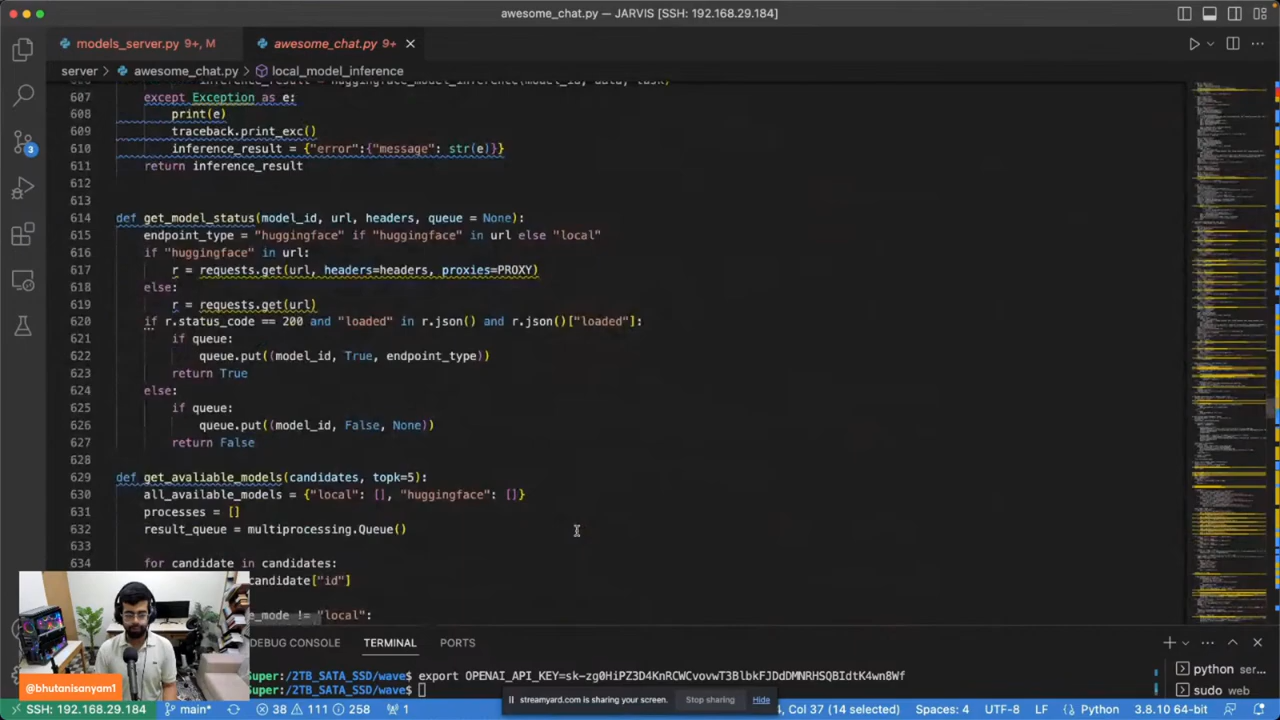 awesome_chat.py — JARVIS [SSH: 192.168.29.184]
models_server.py 9+, M
awesome_chat.py 9+
server > awesome_chat.py > local_model_inference
607 except Exception as e:
608 print(e)
609 traceback.print_exc()
610 inference_result = {"error":{"message": str(e)}}
611 return inference_result
612
613
614 def get_model_status(model_id, url, headers, queue = None):
615 endpoint_type = "huggingface" if "huggingface" in url else "local"
616 if "huggingface" in url:
617 r = requests.get(url, headers=headers, proxies=PROXY)
618 else:
619 r = requests.get(url)
620 if r.status_code == 200 and "loaded" in r.json() and r.json()["loaded"]:
621 if queue:
622 queue.put((model_id, True, endpoint_type))
623 return True
624 else:
625 if queue:
626 queue.put((model_id, False, None))
627 return False
628
629 def get_avaliable_models(candidates, topk=5):
630 all_available_models = {"local": [], "huggingface": []}
631 processes = []
632 result_queue = multiprocessing.Queue()
633
634 for candidate in candidates:
candidate["id"]
mode != "local":
DEBUG CONSOLE TERMINAL PORTS
Super:/2TB_SATA_SSD/wave$ export
Super:/2TB_SATA_SSD/wave$
python ser...
sudo web
@bhutanisanyam1
streamyard.com is sharing your screen. Stop sharing Hide
SSH: 192.168.29.184 main* 38 111 258 1 Col 37 (14 selected) Spaces: 4 UTF-8 LF Python 3.8.10 64-bit
3